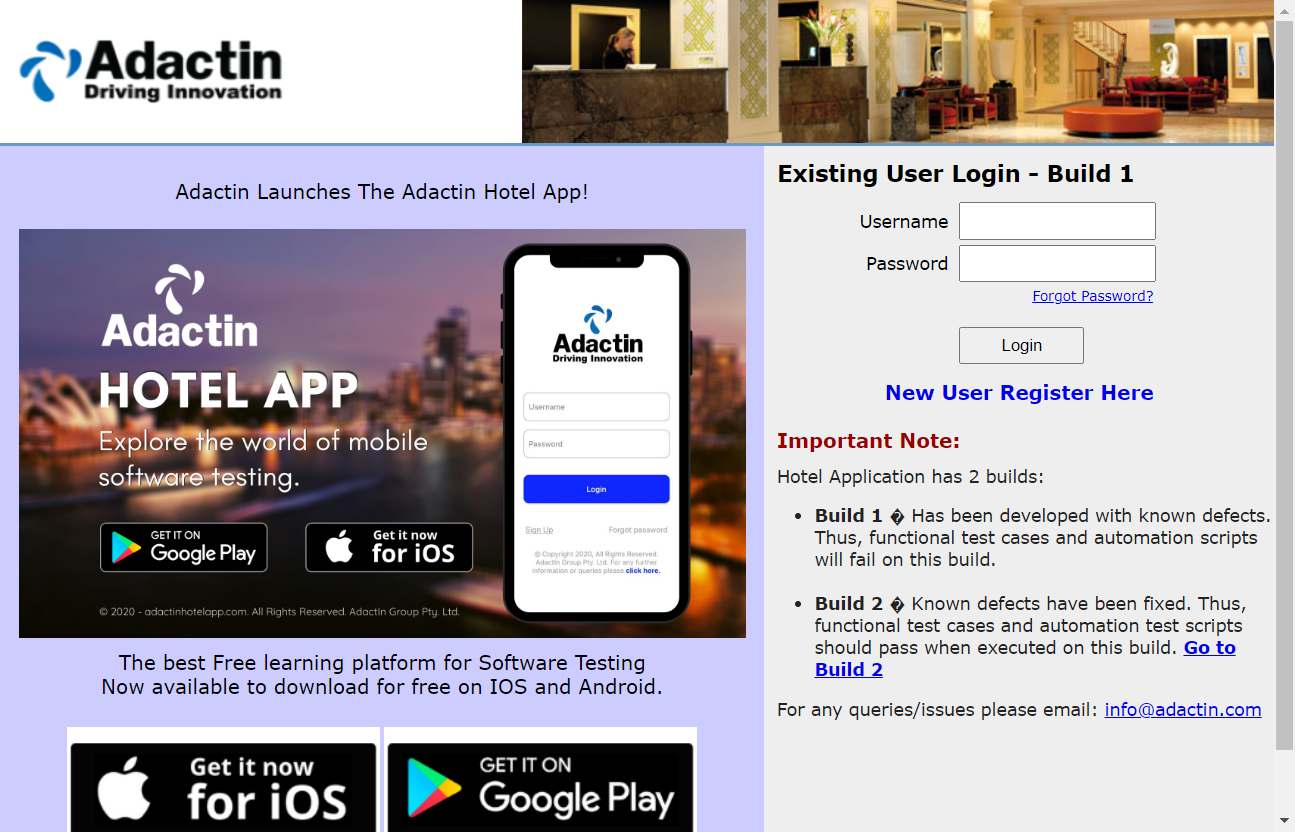 Adactin
Driving Innovation
Adactin Launches The Adactin Hotel App!
Adactin
HOTEL APP
Explore the world of mobile
software testing.
GET IT ON
Google Play
Get it now
for iOS
© 2020 - adactinhotelapp.com. All Rights Reserved. Adactin Group Pty. Ltd.
Adactin
Driving Innovation
Username
Password
Login
Sign Up
Forgot password
© Copyright 2020, All Rights Reserved.
Adactin Group Pty. Ltd. For any further
information or queries please click here.
The best Free learning platform for Software Testing
Now available to download for free on IOS and Android.
Get it now
for iOS
GET IT ON
Google Play
Existing User Login - Build 1
Username
Password
Forgot Password?
Login
New User Register Here
Important Note:
Hotel Application has 2 builds:
• Build 1 � Has been developed with known defects.
Thus, functional test cases and automation scripts
will fail on this build.
• Build 2 � Known defects have been fixed. Thus,
functional test cases and automation test scripts
should pass when executed on this build. Go to
Build 2
For any queries/issues please email: info@adactin.com